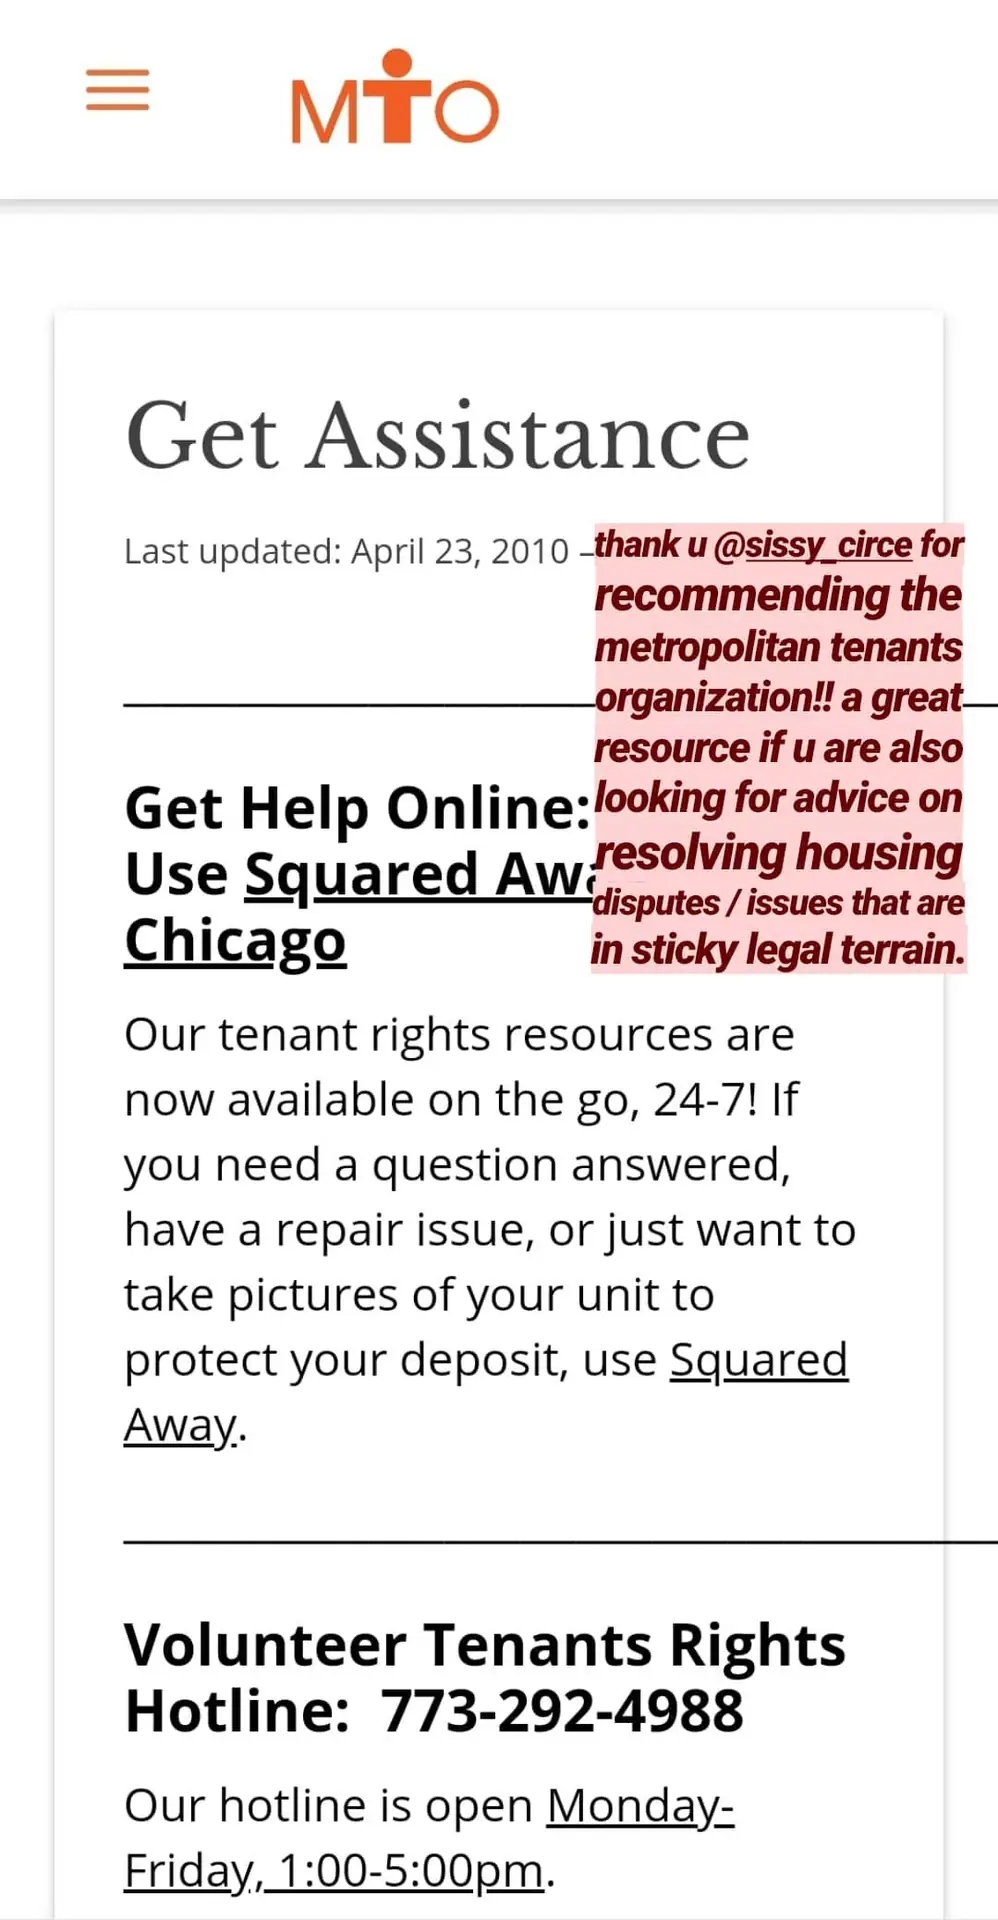 MTO
Get Assistance
Last updated: April 23, 2010 –
thank u @sissy_circe for
recommending the
metropolitan tenants
organization!! a great
resource if u are also
looking for advice on
resolving housing
disputes / issues that are
in sticky legal terrain.
Get Help Online:
Use Squared Awa
Chicago
Our tenant rights resources are
now available on the go, 24-7! If
you need a question answered,
have a repair issue, or just want to
take pictures of your unit to
protect your deposit, use Squared
Away.
Volunteer Tenants Rights
Hotline: 773-292-4988
Our hotline is open Monday-
Friday, 1:00-5:00pm.